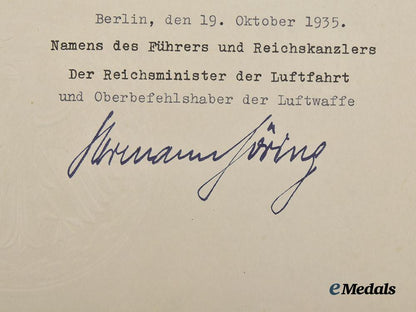 Berlin, den 19. Oktober 1935.
Namens des Führers und Reichskanzlers
Der Reichsminister der Luftfahrt
und Oberbefehlshaber der Luftwaffe
Hermann Göring
eMedals